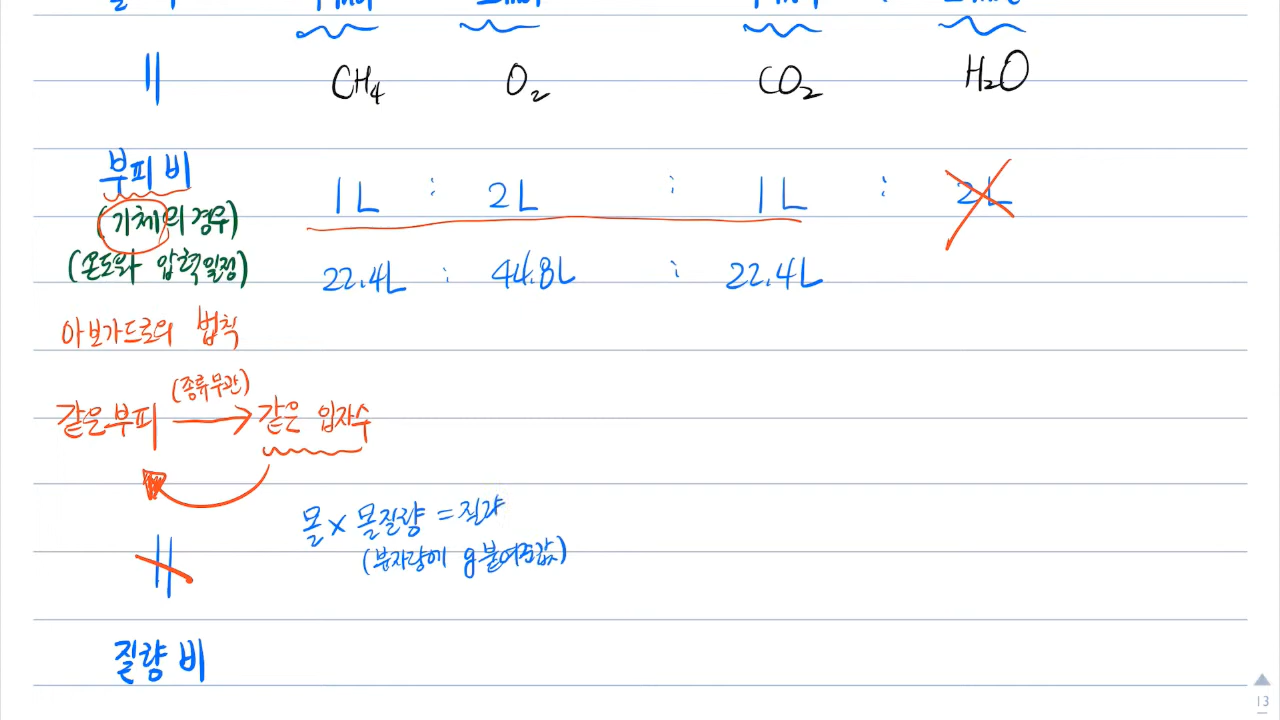 ||
CH₄ O₂ CO₂ H₂O
부피 비
1L : 2L : 1L : 2L
(기체의 경우)
(온도와 압력일정)
22.4L : 44.8L : 22.4L
아보가드로의 법칙
(종류무관)
같은부피 → 같은 입자수
몰 × 몰질량 = 질량
(분자량에 g붙여준값)
||
질량 비
13